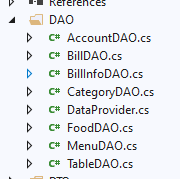 References
DAO
C# AccountDAO.cs
C# BillDAO.cs
C# BillInfoDAO.cs
C# CategoryDAO.cs
C# DataProvider.cs
C# FoodDAO.cs
C# MenuDAO.cs
C# TableDAO.cs